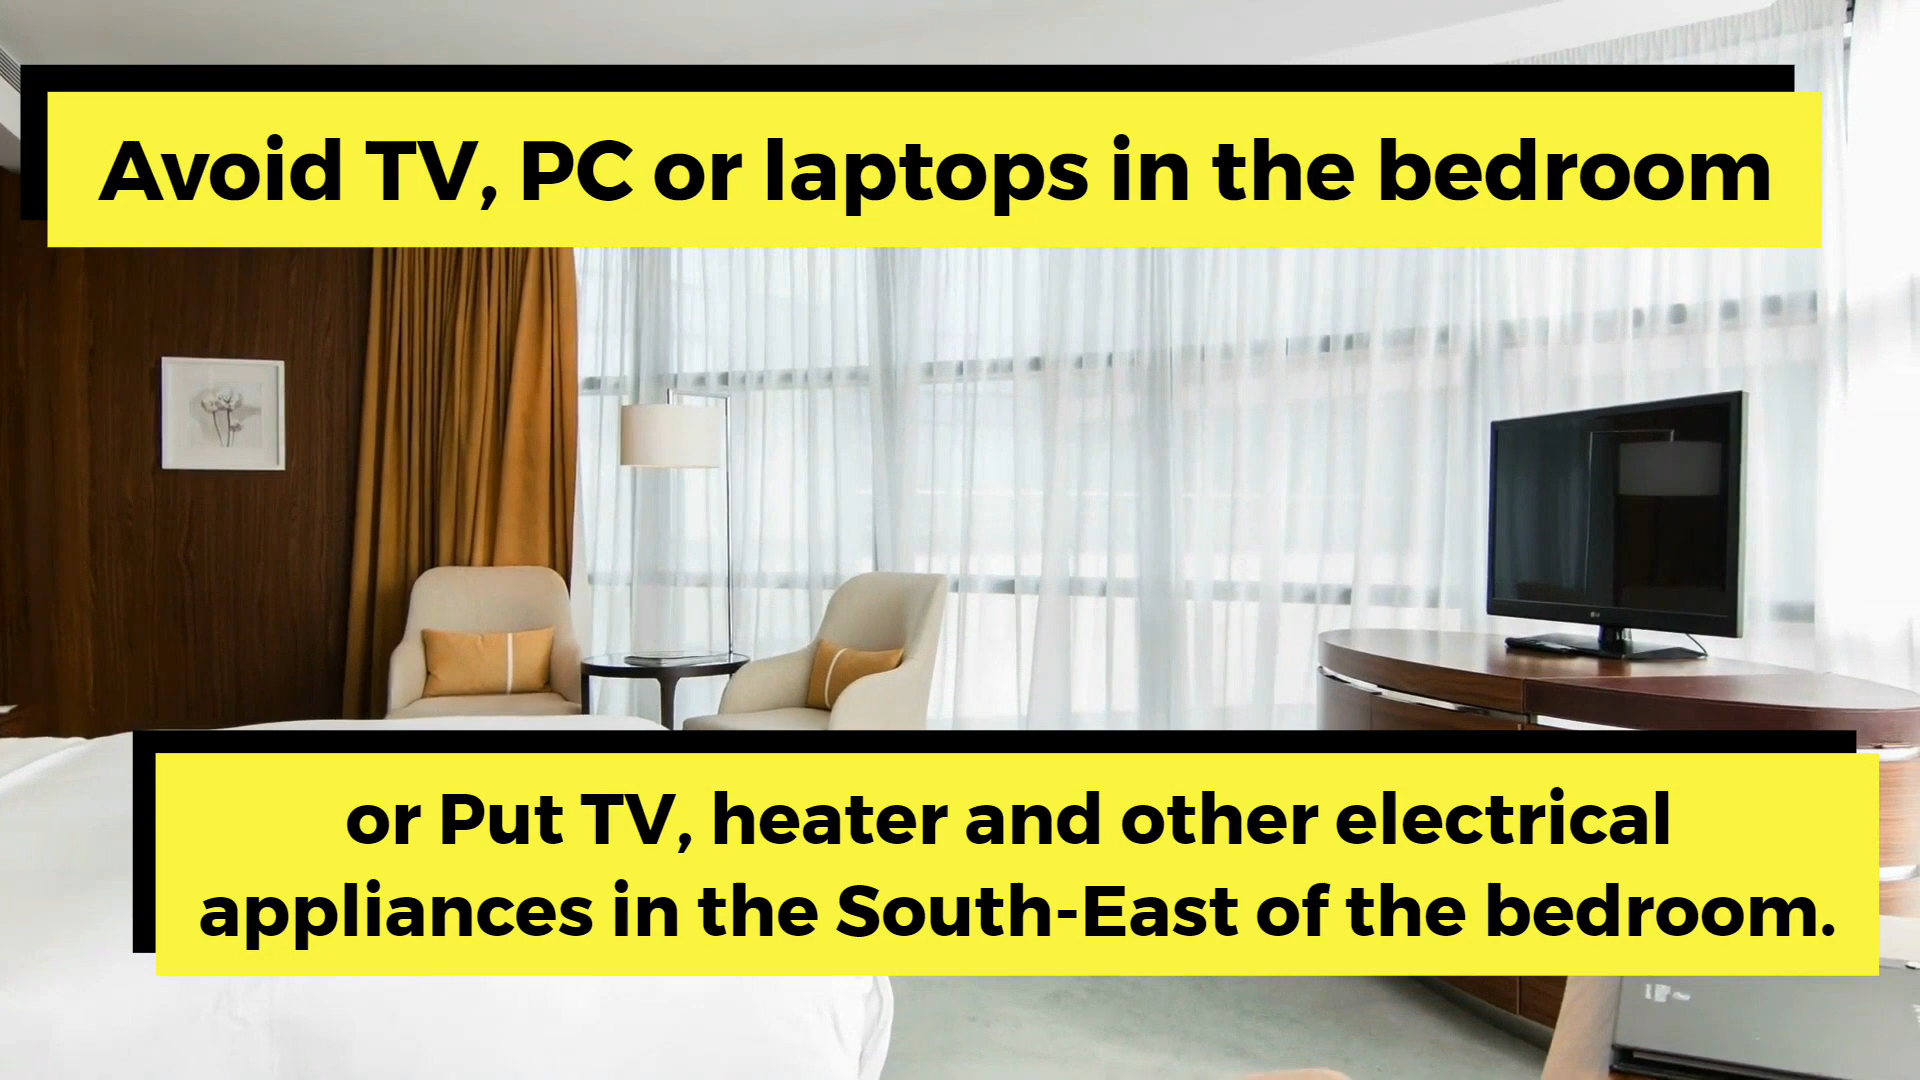 Avoid TV, PC or laptops in the bedroom
LG
or Put TV, heater and other electrical
appliances in the South-East of the bedroom.